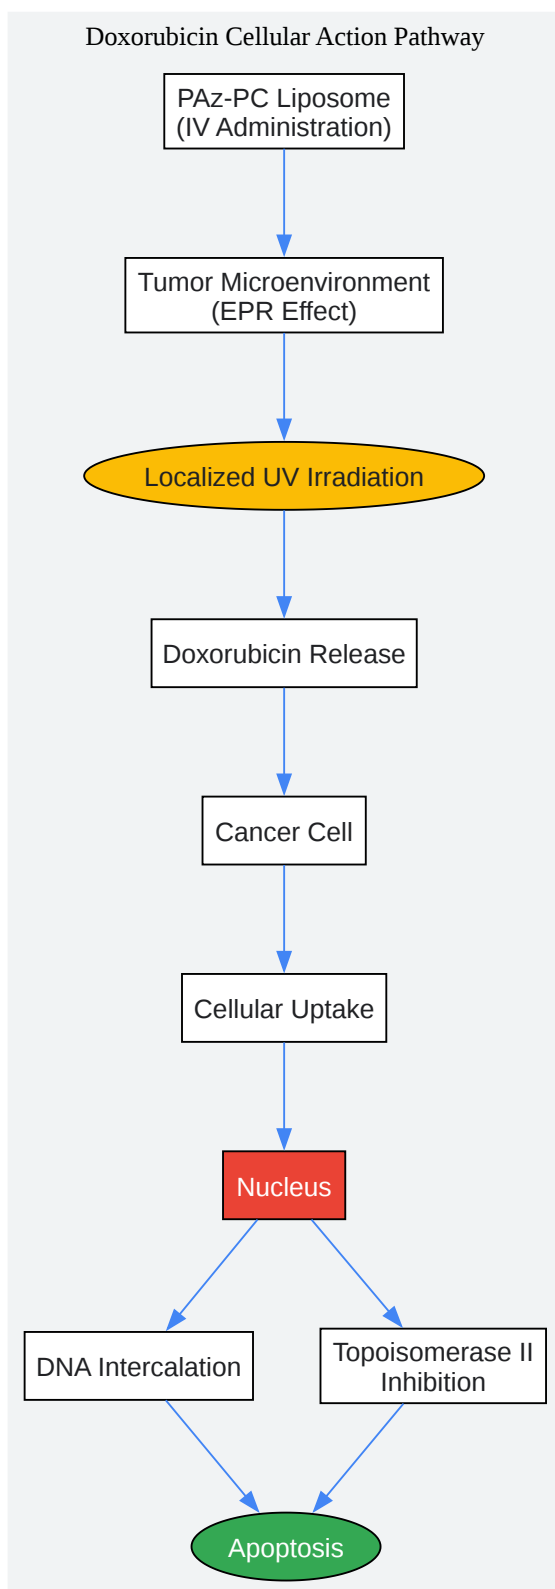 Doxorubicin Cellular Action Pathway
PAz-PC Liposome
(IV Administration)
Tumor Microenvironment
(EPR Effect)
Localized UV Irradiation
Doxorubicin Release
Cancer Cell
Cellular Uptake
Nucleus
DNA Intercalation
Topoisomerase II
Inhibition
Apoptosis